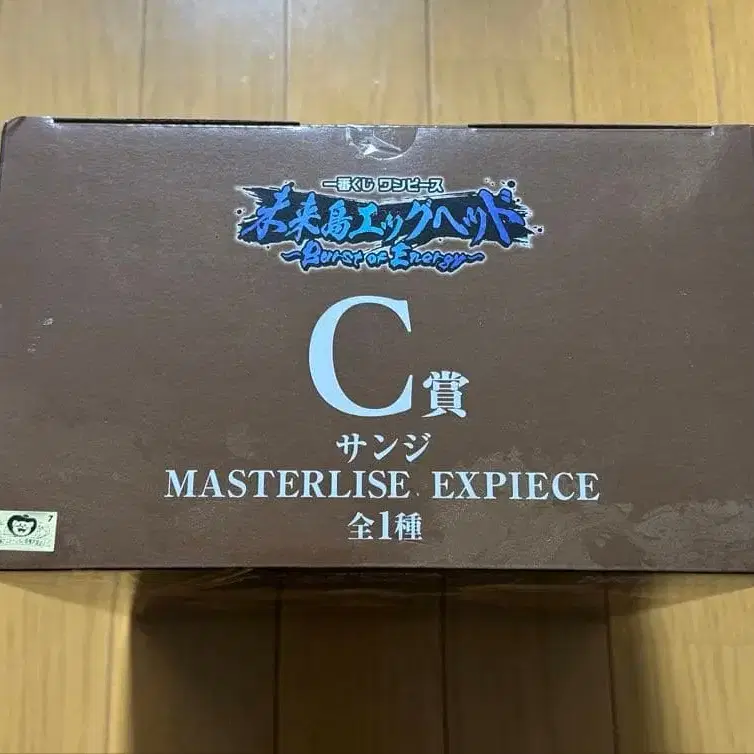 一番くじ ワンピース
未来島エッグヘッド
～Burst of Energy～
C賞
サンジ
MASTERLISE EXPIECE
全1種
7